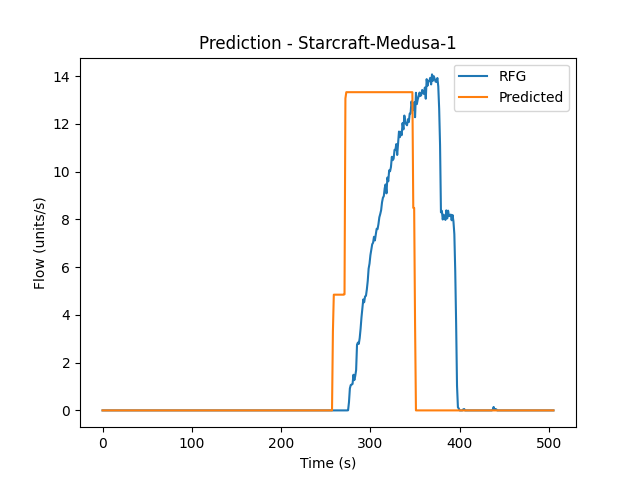 Prediction - Starcraft-Medusa-1
RFG
Predicted
14
12
10
8
6
4
2
0
Flow (units/s)
0 100 200 300 400 500
Time (s)